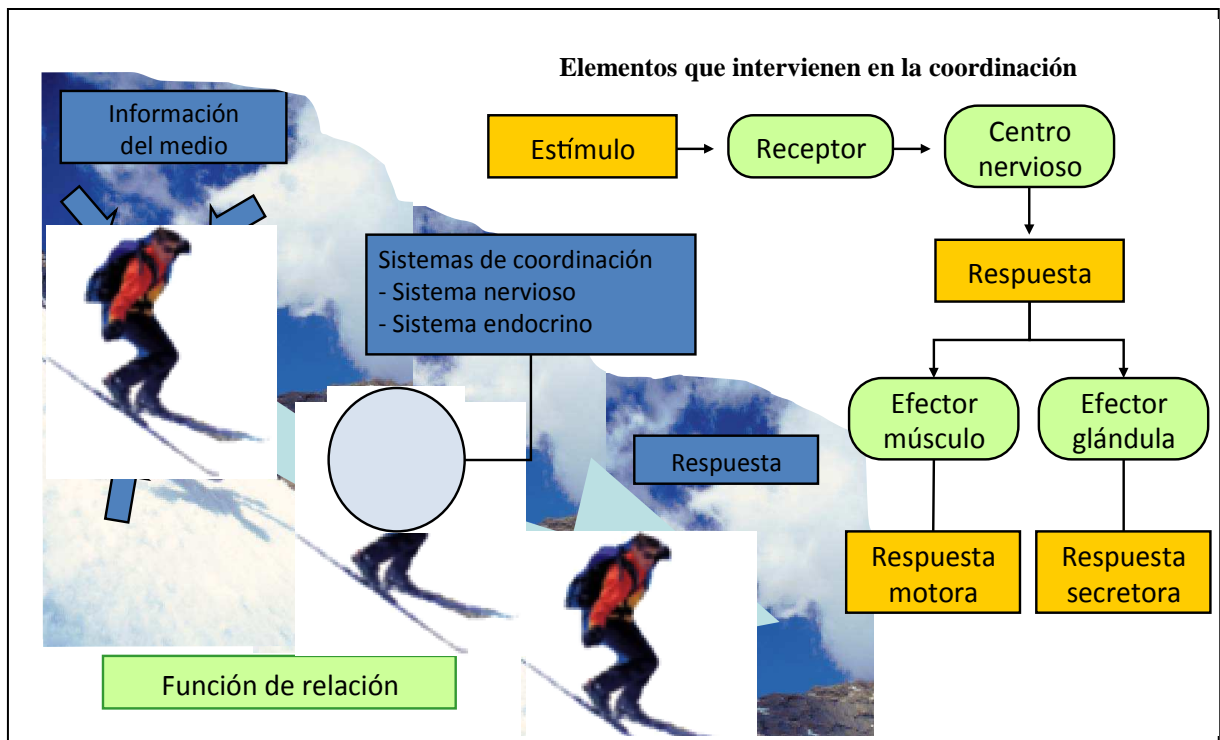 Elementos que intervienen en la coordinación
Información
del medio
Estímulo
Receptor
Centro
nervioso
Sistemas de coordinación
- Sistema nervioso
- Sistema endocrino
Respuesta
Efector
músculo
Efector
glándula
Respuesta
Respuesta
motora
Respuesta
secretora
Función de relación